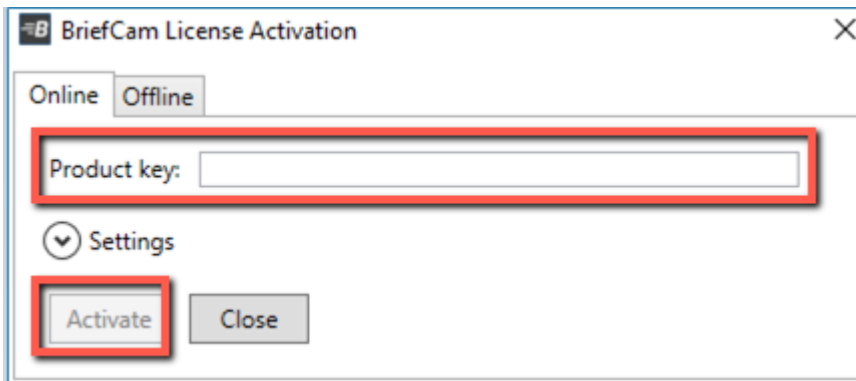 BriefCam License Activation
Online Offline
Product key:
Settings
Activate Close